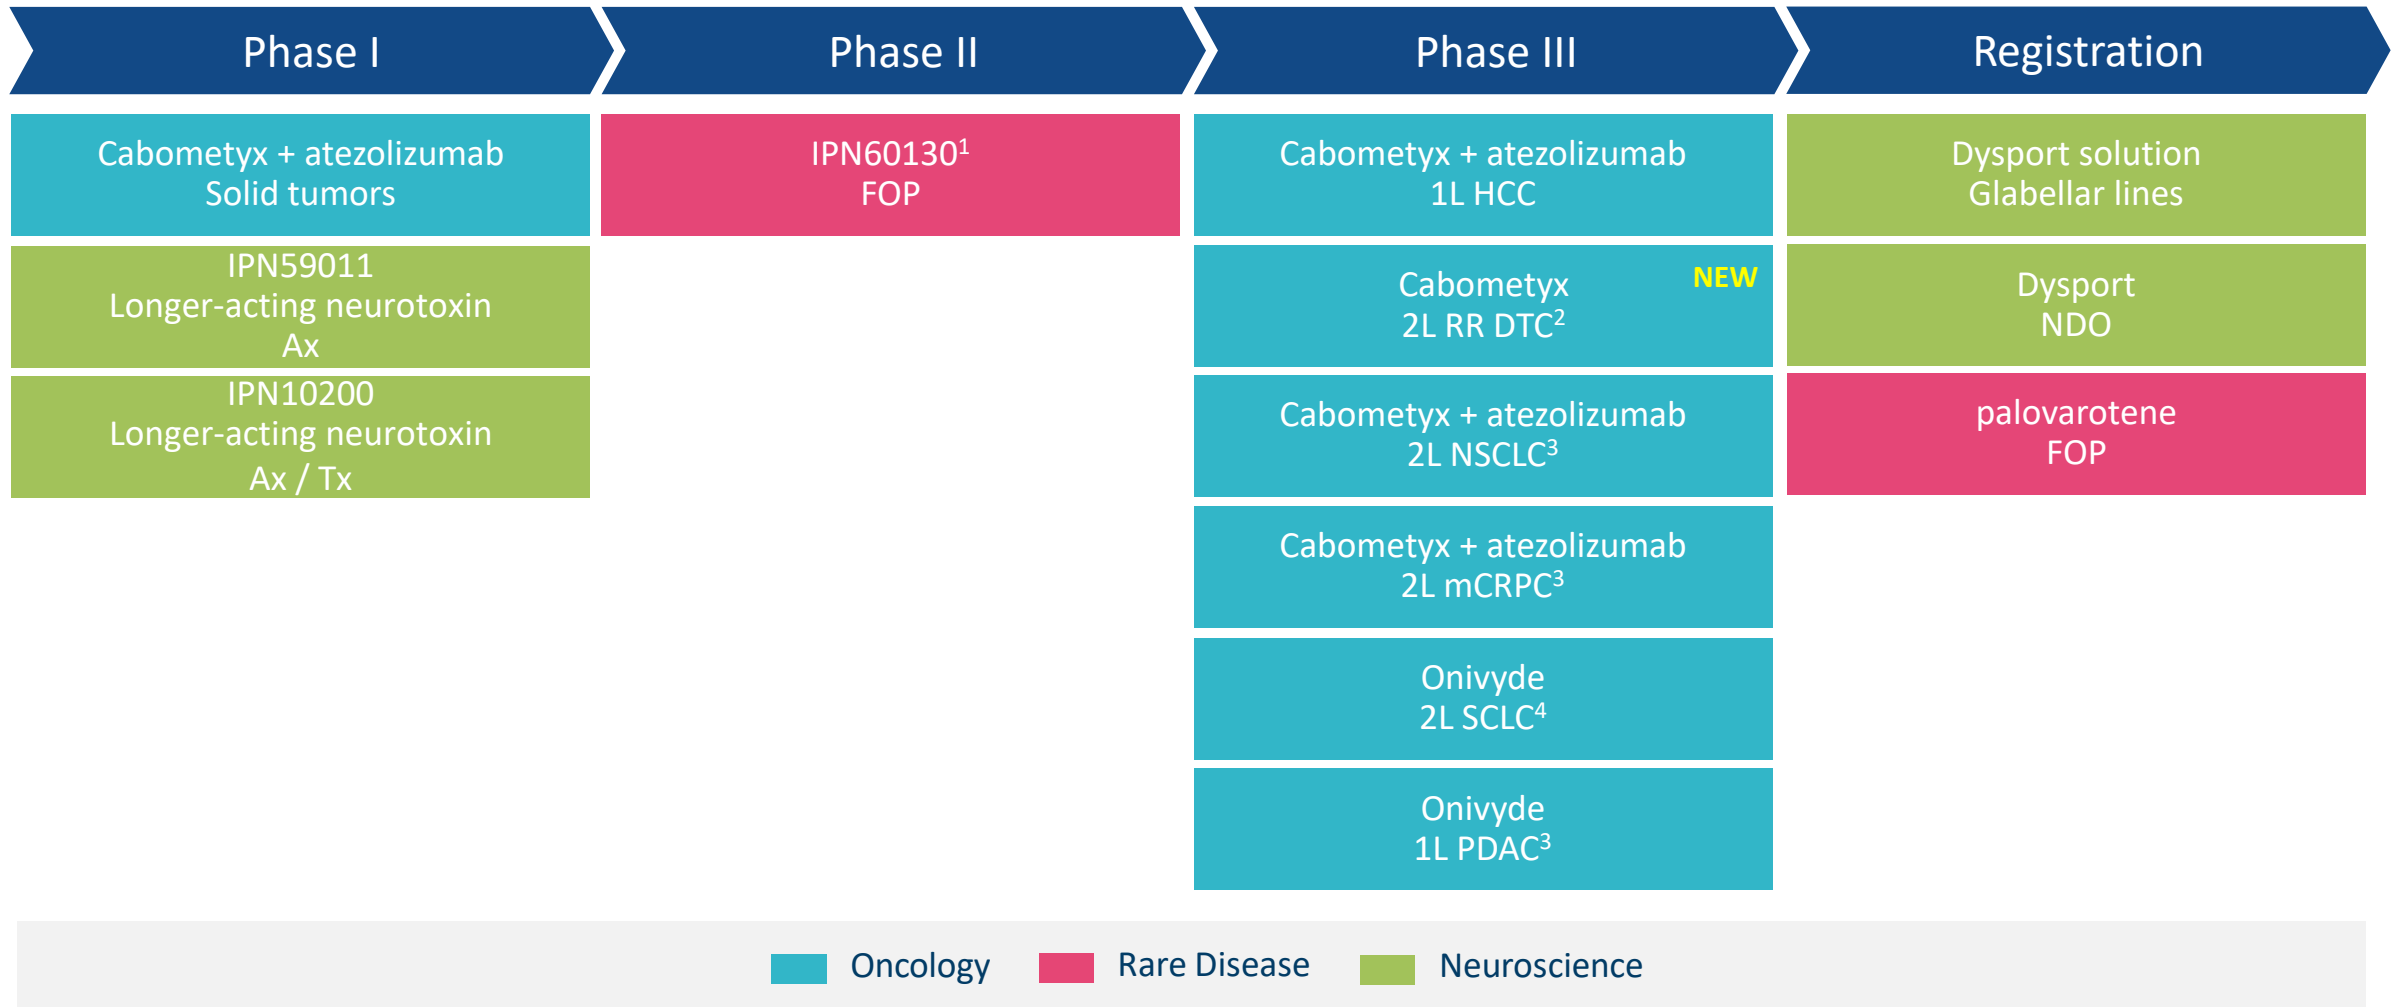 Phase I
Phase II
Phase III
Registration
Cabometyx + atezolizumab
Solid tumors
IPN59011
Longer-acting neurotoxin
Ax
IPN10200
Longer-acting neurotoxin
Ax / Tx
IPN60130¹
FOP
Cabometyx + atezolizumab
1L HCC
Cabometyx
2L RR DTC²
NEW
Cabometyx + atezolizumab
2L NSCLC³
Cabometyx + atezolizumab
2L mCRPC³
Onivyde
2L SCLC⁴
Onivyde
1L PDAC³
Dysport solution
Glabellar lines
Dysport
NDO
palovarotene
FOP
Oncology
Rare Disease
Neuroscience